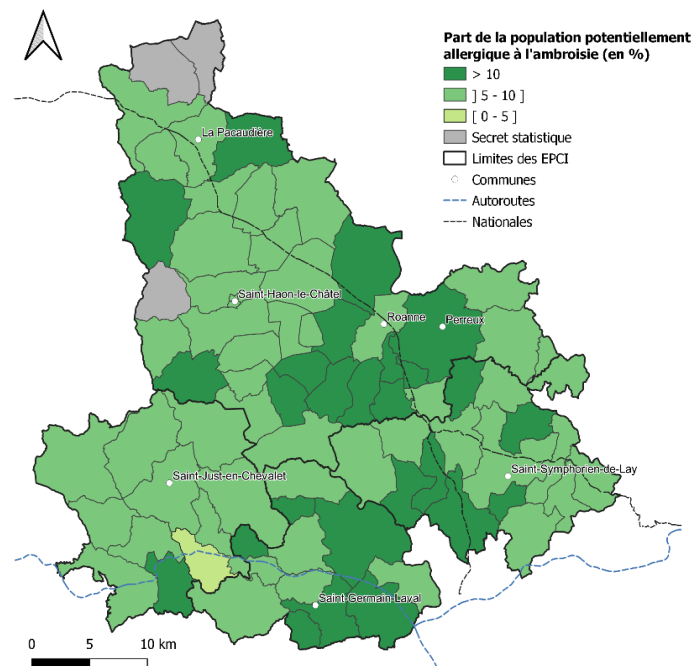 Part de la population potentiellement
allergique à l'ambroisie (en %)
> 10
] 5 - 10 ]
[ 0 - 5 ]
Secret statistique
Limites des EPCI
Communes
Autoroutes
Nationales
La Pacaudière
Saint-Haon-le-Châtel
Roanne
Perreux
Saint-Just-en-Chevalet
Saint-Symphorien-de-Lay
Saint-Germain-Laval
0 5 10 km